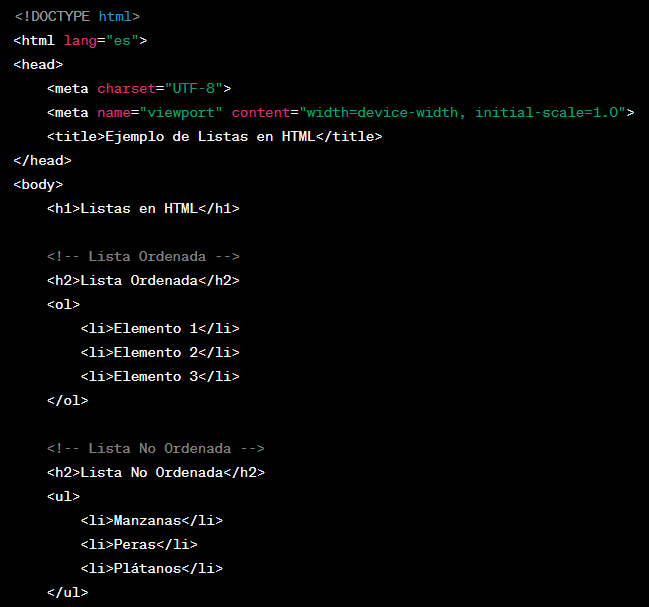 <!DOCTYPE html>
<html lang="es">
<head>
    <meta charset="UTF-8">
    <meta name="viewport" content="width=device-width, initial-scale=1.0">
    <title>Ejemplo de Listas en HTML</title>
</head>
<body>
    <h1>Listas en HTML</h1>

    <!-- Lista Ordenada -->
    <h2>Lista Ordenada</h2>
    <ol>
        <li>Elemento 1</li>
        <li>Elemento 2</li>
        <li>Elemento 3</li>
    </ol>

    <!-- Lista No Ordenada -->
    <h2>Lista No Ordenada</h2>
    <ul>
        <li>Manzanas</li>
        <li>Peras</li>
        <li>Plátanos</li>
    </ul>